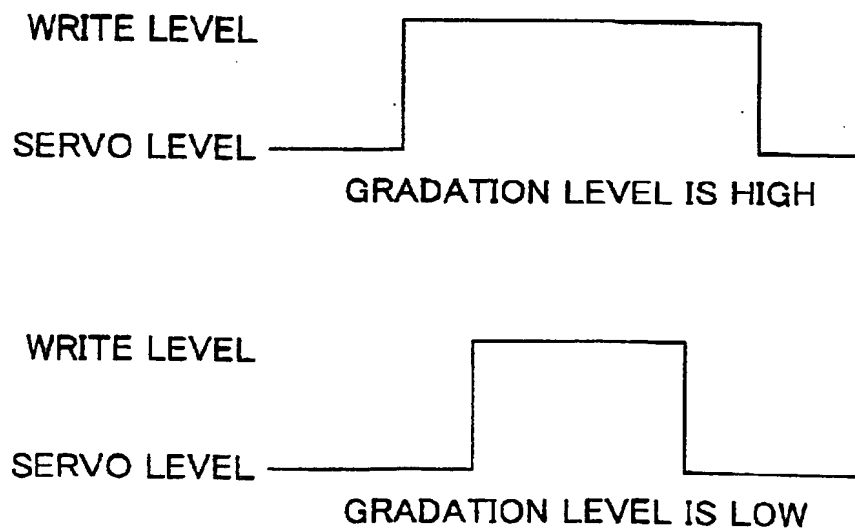 WRITE LEVEL
SERVO LEVEL
GRADATION LEVEL IS HIGH
WRITE LEVEL
SERVO LEVEL
GRADATION LEVEL IS LOW